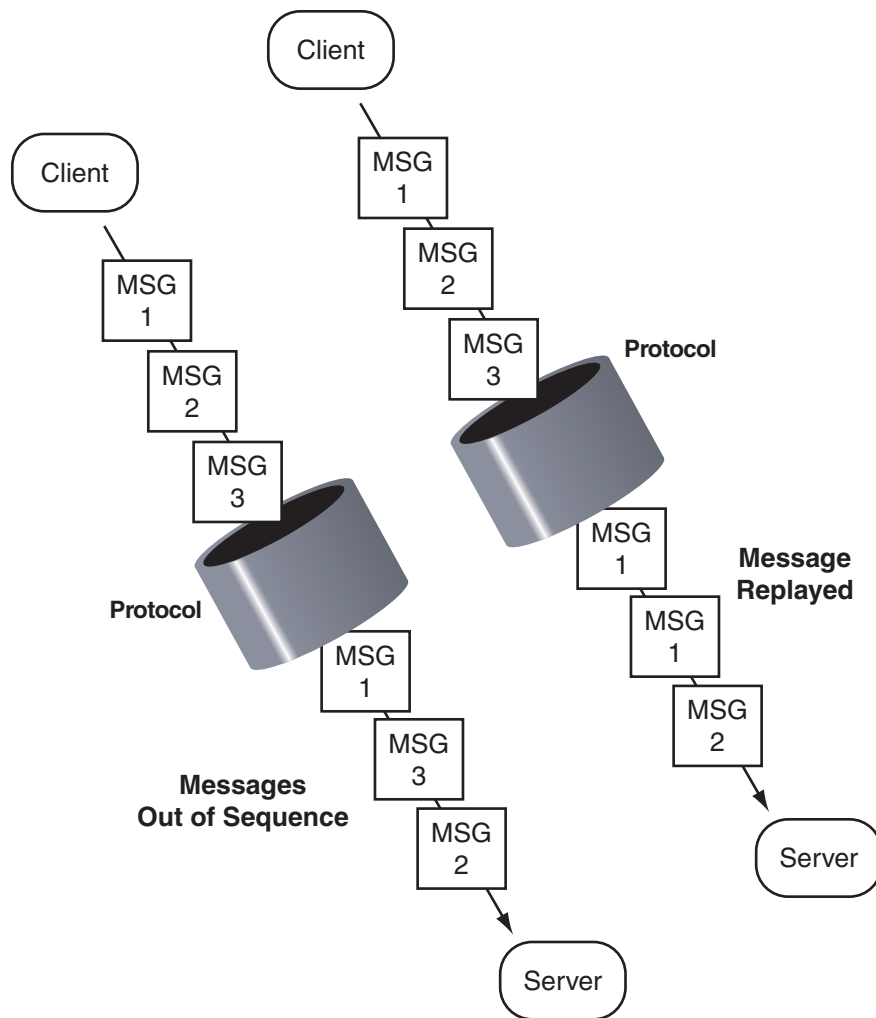 Client
MSG
1
MSG
2
MSG
3
Protocol
MSG
1
MSG
3
MSG
2
Messages
Out of Sequence
Server
Client
MSG
1
MSG
2
MSG
3
Protocol
MSG
1
MSG
1
MSG
2
Message
Replayed
Server